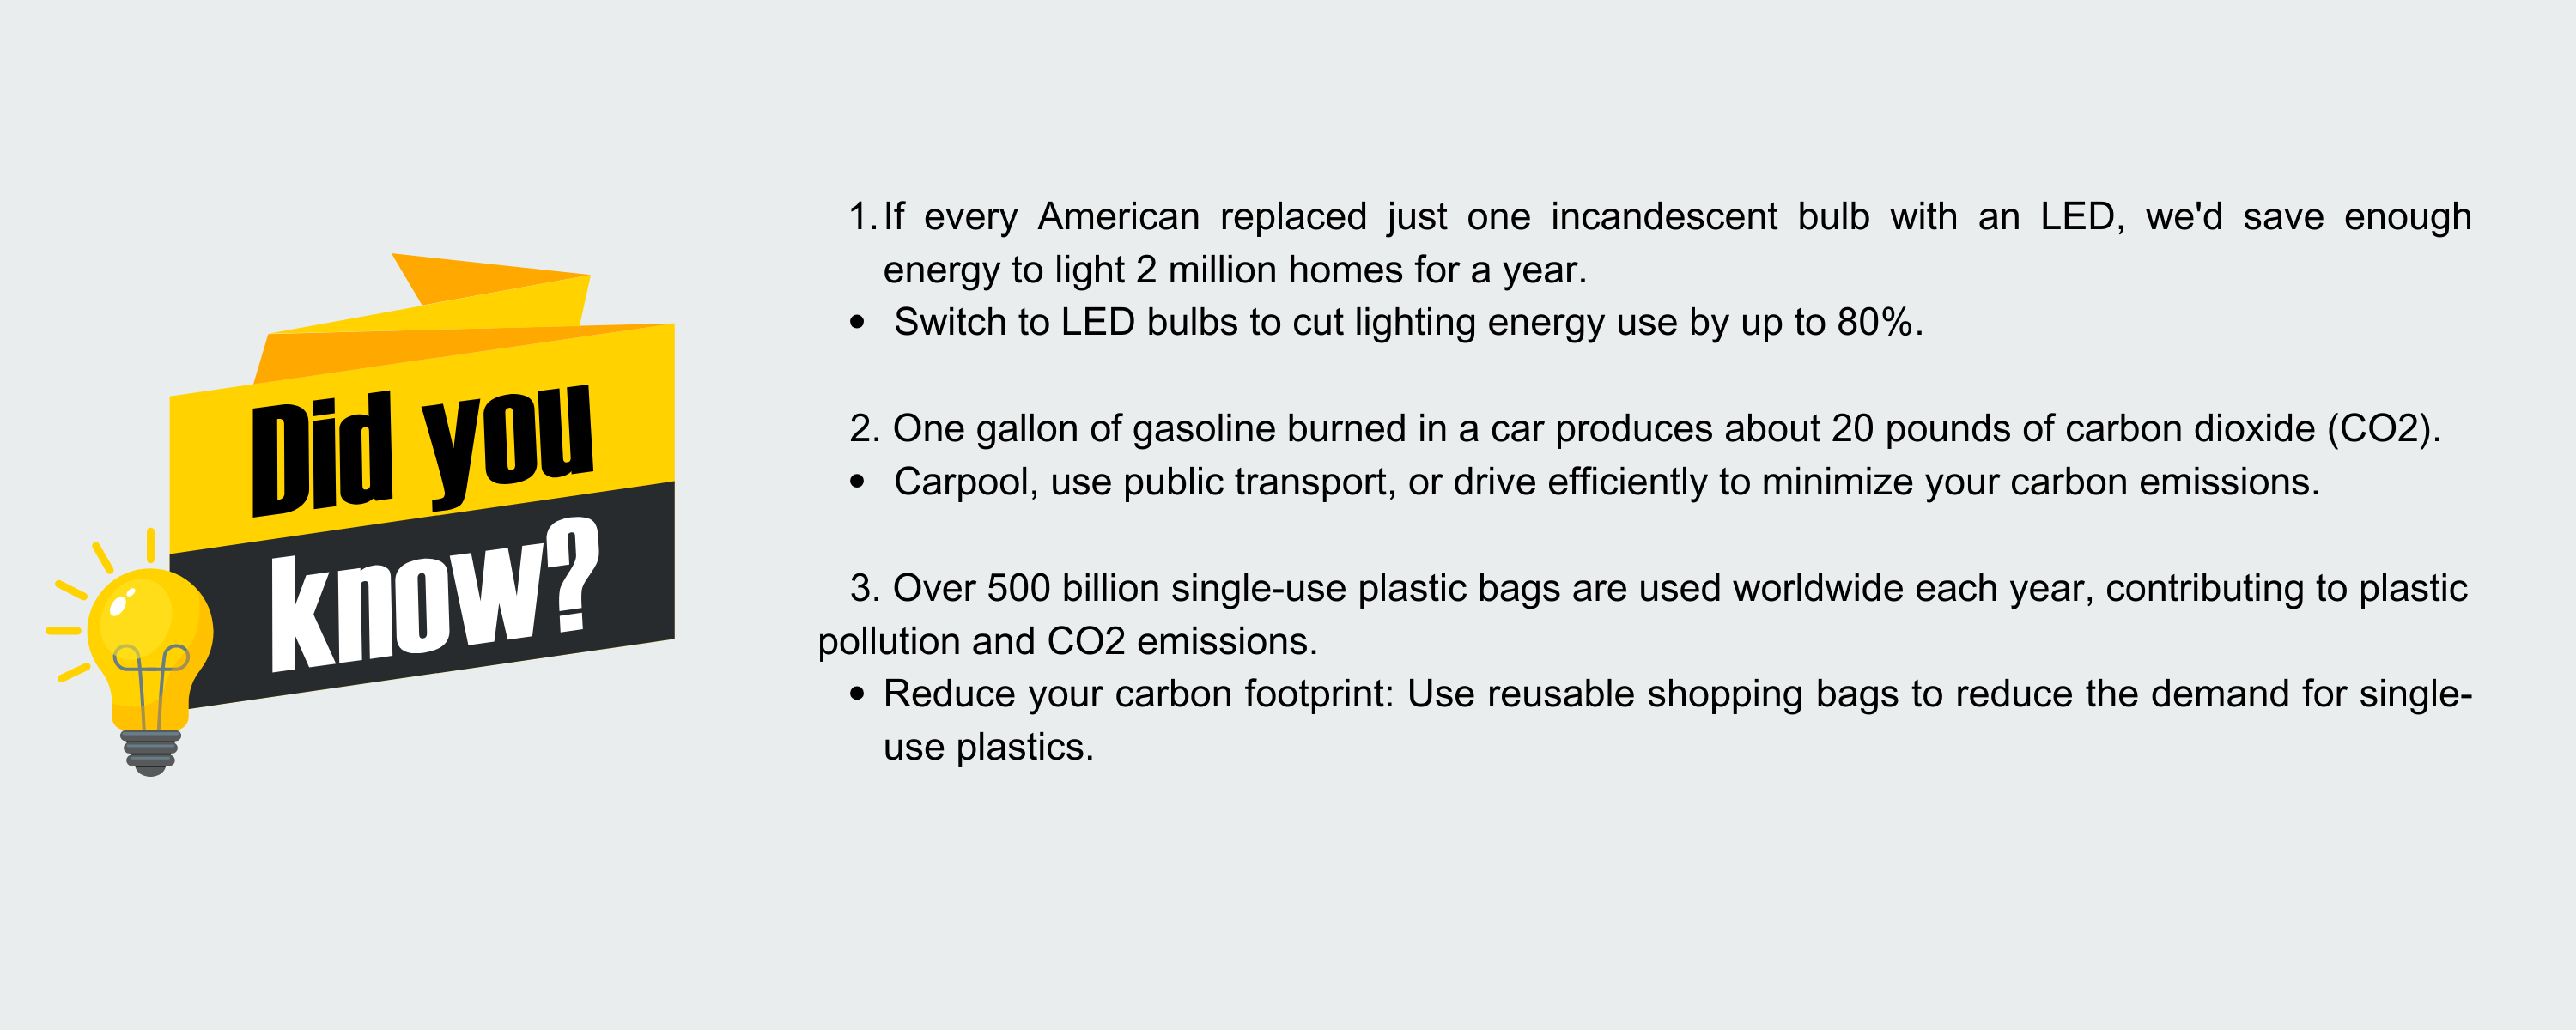 Did you
know?
1. If every American replaced just one incandescent bulb with an LED, we'd save enough
energy to light 2 million homes for a year.
• Switch to LED bulbs to cut lighting energy use by up to 80%.
2. One gallon of gasoline burned in a car produces about 20 pounds of carbon dioxide (CO2).
• Carpool, use public transport, or drive efficiently to minimize your carbon emissions.
3. Over 500 billion single-use plastic bags are used worldwide each year, contributing to plastic
pollution and CO2 emissions.
• Reduce your carbon footprint: Use reusable shopping bags to reduce the demand for single-
use plastics.